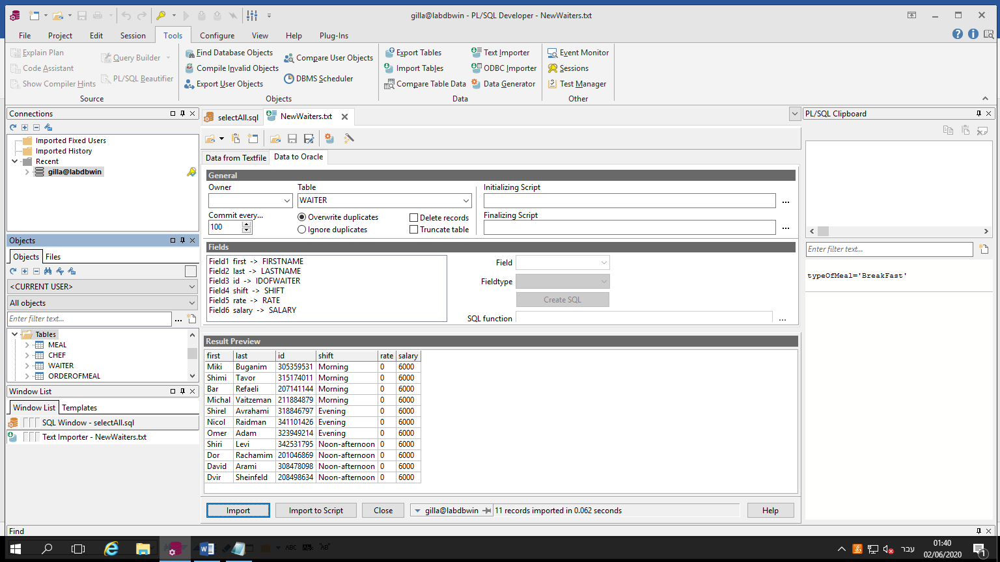 gilla@labdbwin - PL/SQL Developer - NewWaiters.txt
File Project Edit Session Tools Configure View Help Plug-Ins
Explain Plan
Code Assistant
Show Compiler Hints
Query Builder
PL/SQL Beautifier
Source
Find Database Objects
Compile Invalid Objects
Export User Objects
Compare User Objects
DBMS Scheduler
Objects
Export Tables
Import Tables
Compare Table Data
Text Importer
ODBC Importer
Data Generator
Data
Event Monitor
Sessions
Test Manager
Other
Connections
Imported Fixed Users
Imported History
Recent
gilla@labdbwin
Objects
Objects Files
<CURRENT USER>
All objects
Enter filter text...
Tables
MEAL
CHEF
WAITER
ORDEROFMEAL
Window List
Window List Templates
SQL Window - selectAll.sql
Text Importer - NewWaiters.txt
selectAll.sql NewWaiters.txt
Data from Textfile Data to Oracle
General
Owner Table Initializing Script
WAITER
Commit every...
100
Overwrite duplicates
Ignore duplicates
Delete records
Truncate table
Finalizing Script
Fields
Field1 first -> FIRSTNAME
Field2 last -> LASTNAME
Field3 id -> IDOFWAITER
Field4 shift -> SHIFT
Field5 rate -> RATE
Field6 salary -> SALARY
Field
Fieldtype
Create SQL
SQL function
Result Preview
first last id shift rate salary
Miki Buganim 305359531 Morning 0 6000
Shimi Tavor 315174011 Morning 0 6000
Bar Refaeli 207141144 Morning 0 6000
Michal Vaitzeman 211884879 Morning 0 6000
Shirel Avrahami 318846797 Evening 0 6000
Nicol Raidman 341101426 Evening 0 6000
Omer Adam 323949214 Evening 0 6000
Shiri Levi 342531795 Noon-afternoon 0 6000
Dor Rachamim 201046869 Noon-afternoon 0 6000
David Arami 308478098 Noon-afternoon 0 6000
Dvir Sheinfeld 208498634 Noon-afternoon 0 6000
Import Import to Script Close gilla@labdbwin 11 records imported in 0.062 seconds Help
PL/SQL Clipboard
Enter filter text...
typeOfMeal='BreakFast'
Find
ABC
"AB"
עבר
01:40
02/06/2020
1